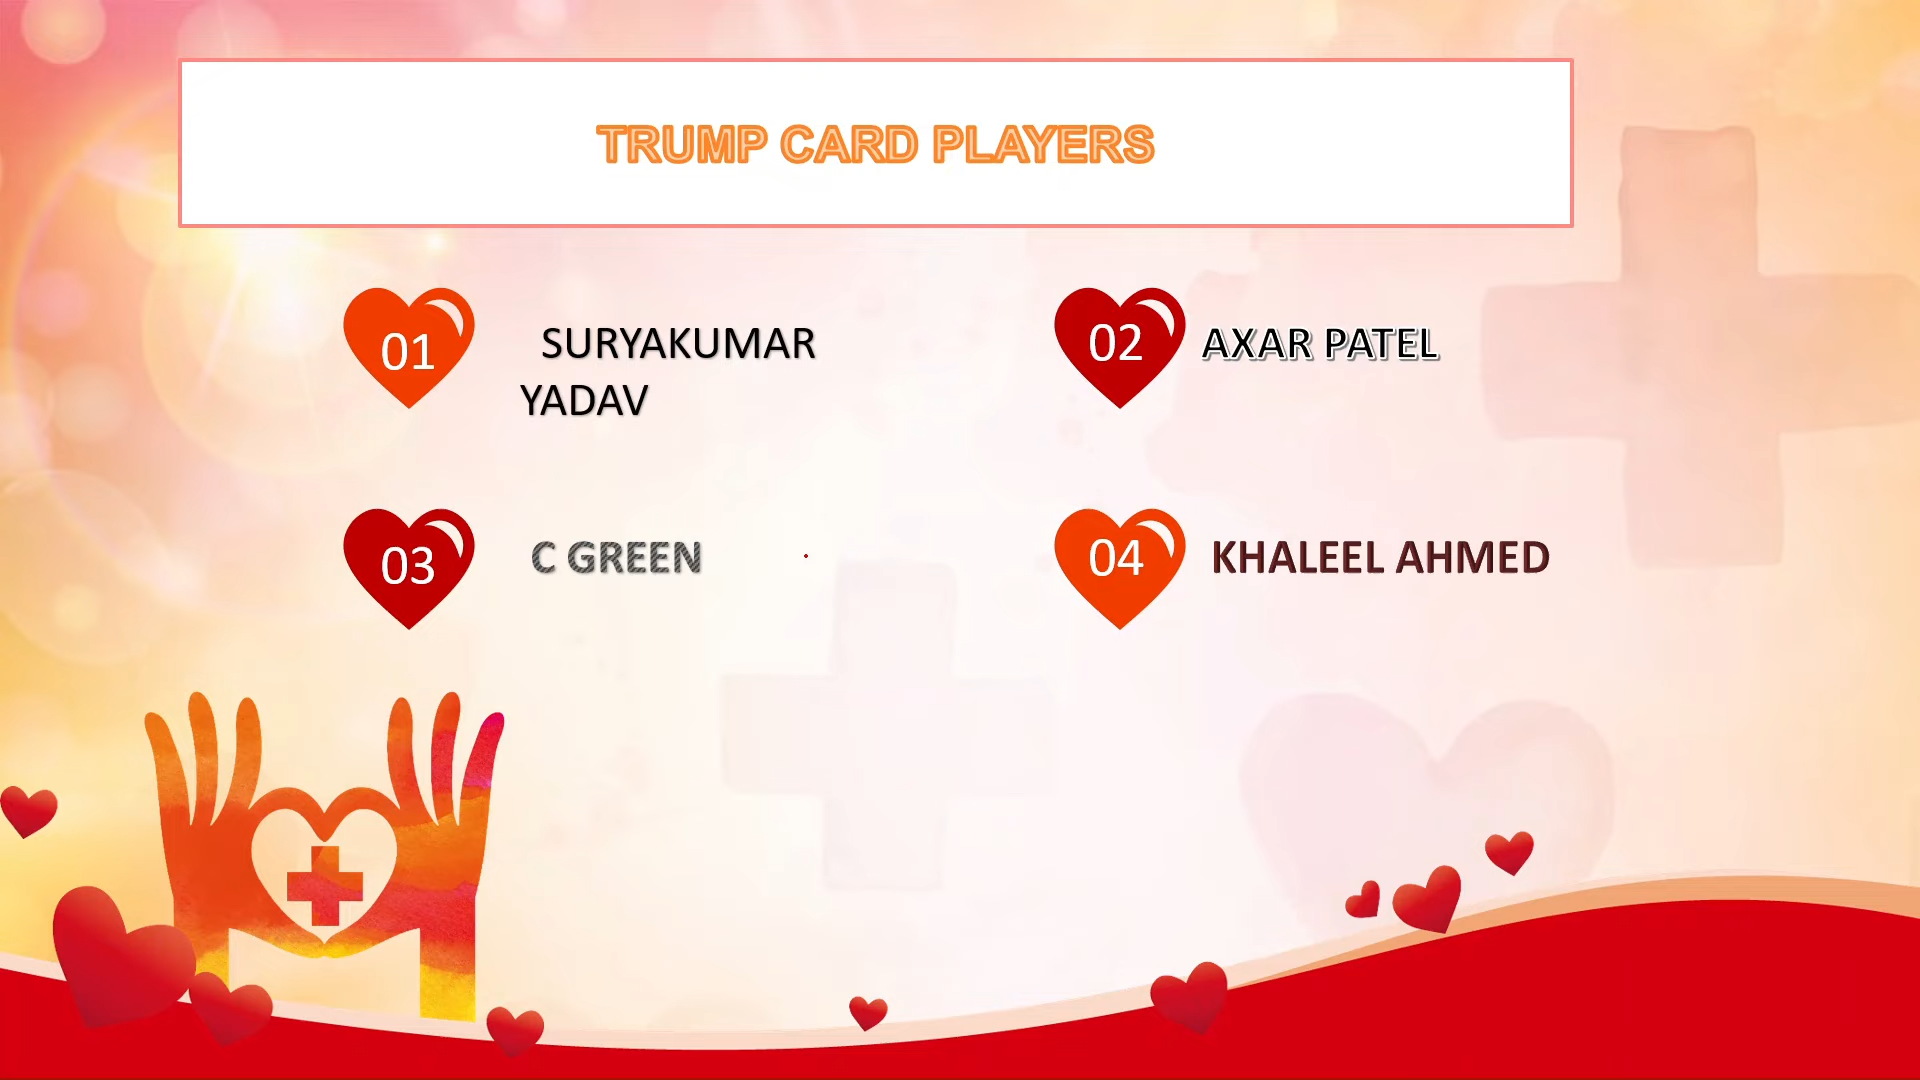 TRUMP CARD PLAYERS
01
SURYAKUMAR
YADAV
02
AXAR PATEL
03
C GREEN
04
KHALEEL AHMED